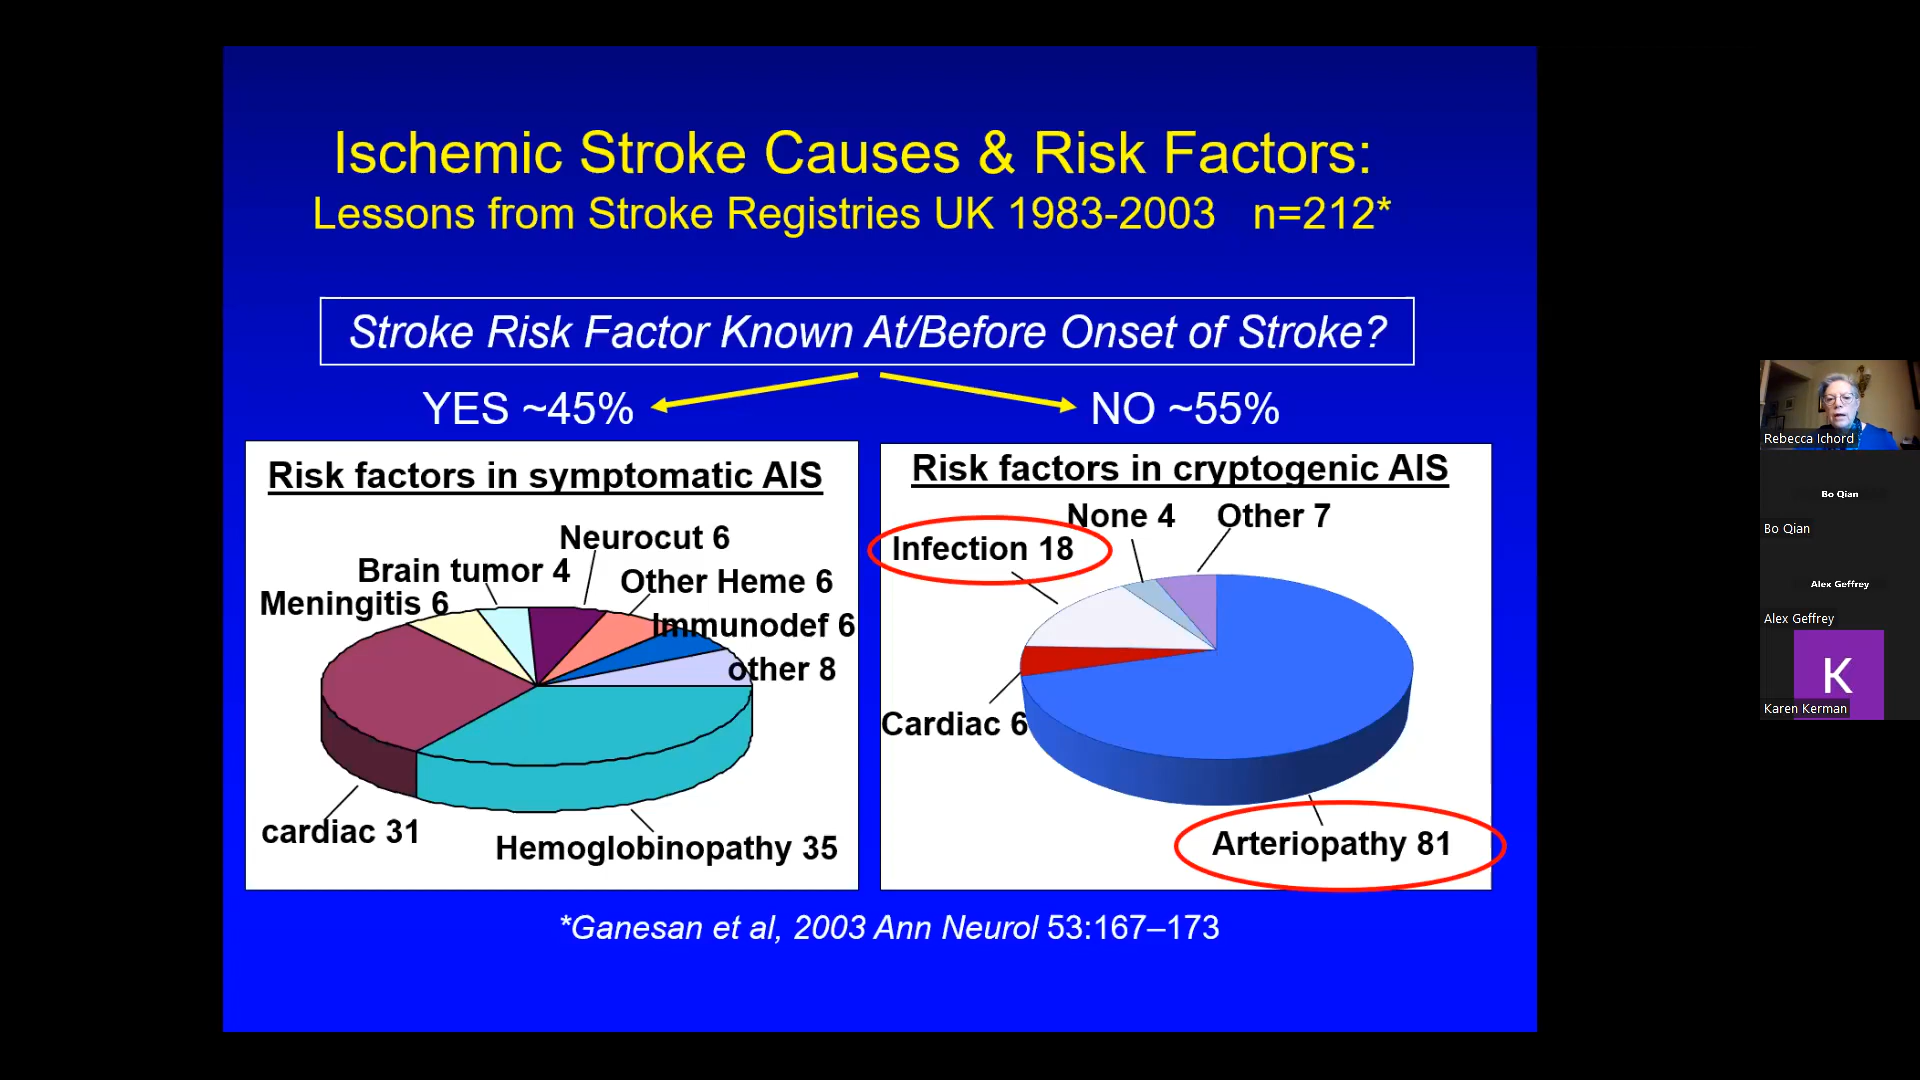 Ischemic Stroke Causes & Risk Factors:
Lessons from Stroke Registries UK 1983-2003 n=212*
Stroke Risk Factor Known At/Before Onset of Stroke?
YES ~45%
NO ~55%
Risk factors in symptomatic AIS
Neurocut 6
Brain tumor 4
Other Heme 6
Meningitis 6
Immunodef 6
other 8
cardiac 31
Hemoglobinopathy 35
Risk factors in cryptogenic AIS
None 4
Other 7
Infection 18
Cardiac 6
Arteriopathy 81
*Ganesan et al, 2003 Ann Neurol 53:167–173
Rebecca Ichord
Bo Qian
Bo Qian
Alex Geffrey
Alex Geffrey
K
Karen Kerman